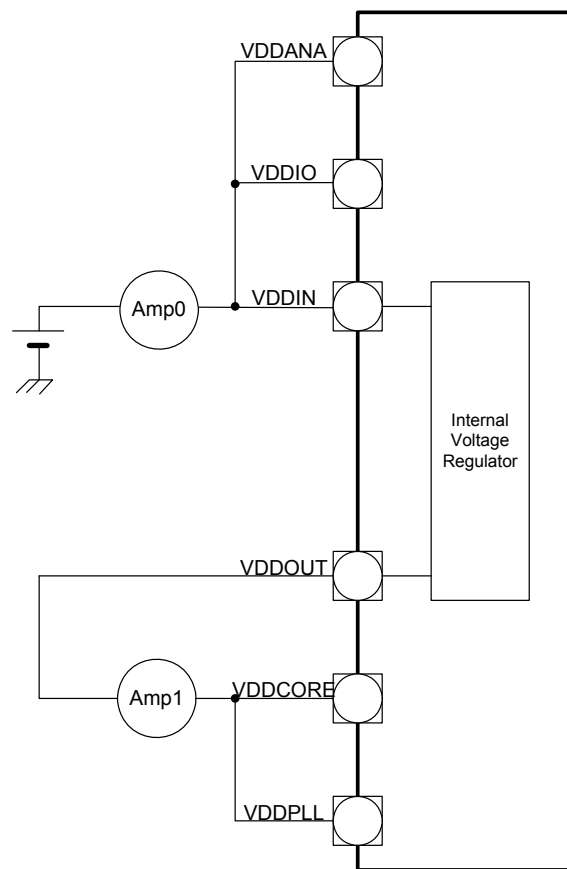 VDDANA
VDDIO
Amp0
VDDIN
Internal
Voltage
Regulator
VDDOUT
Amp1
VDDCORE
VDDPLL